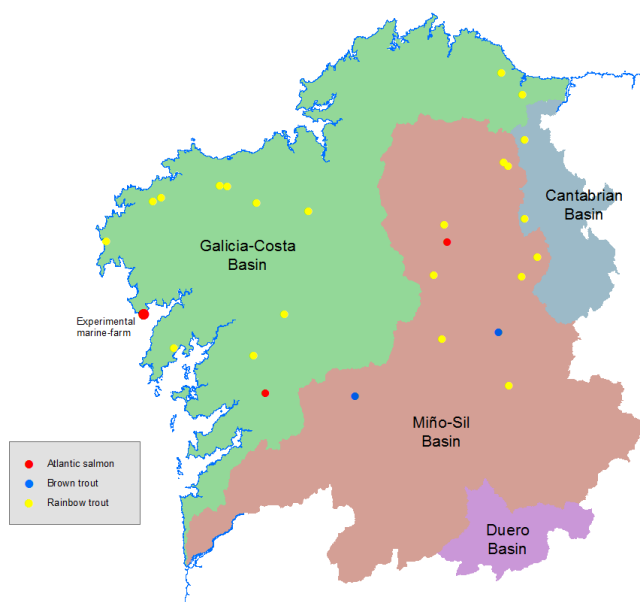 Cantabrian
Basin
Galicia-Costa
Basin
Experimental
marine-farm
Miño-Sil
Basin
Atlantic salmon
Brown trout
Rainbow trout
Duero
Basin